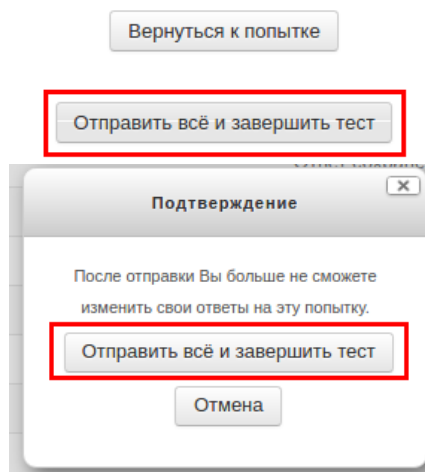 Вернуться к попытке
Отправить всё и завершить тест
Подтверждение
После отправки Вы больше не сможете
изменить свои ответы на эту попытку.
Отправить всё и завершить тест
Отмена